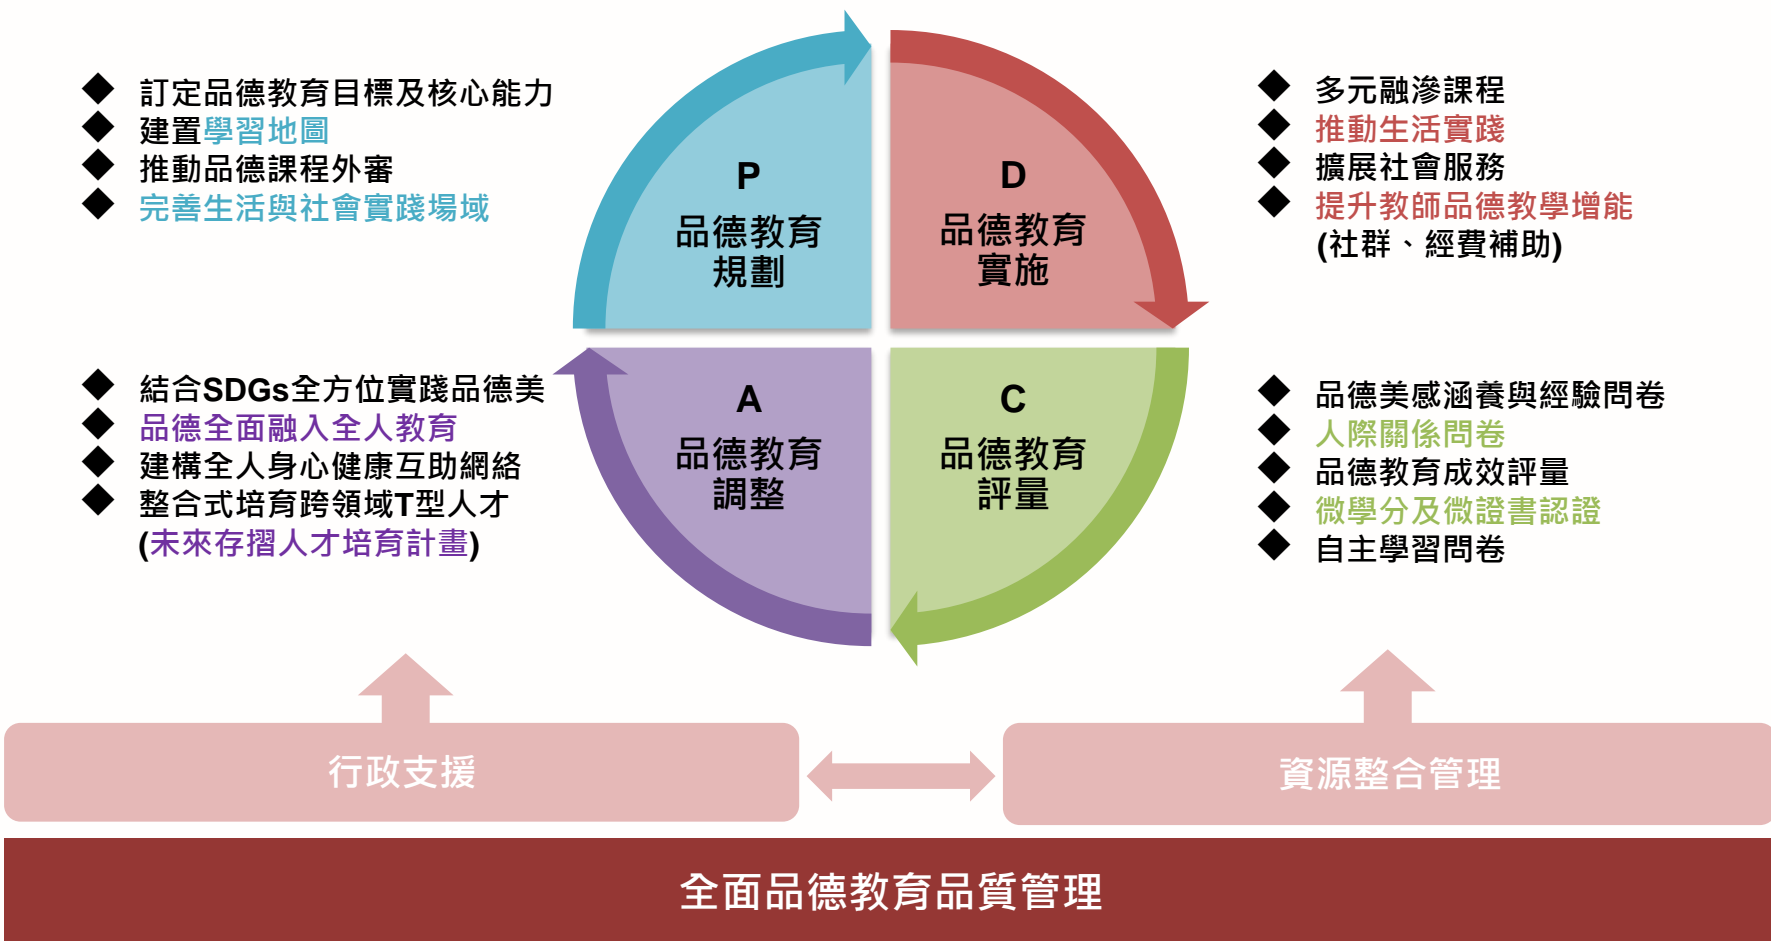 ◆ 訂定品德教育目標及核心能力
◆ 建置學習地圖
◆ 推動品德課程外審
◆ 完善生活與社會實踐場域
P
品德教育
規劃
D
品德教育
實施
◆ 多元融滲課程
◆ 推動生活實踐
◆ 擴展社會服務
◆ 提升教師品德教學增能
(社群、經費補助)
◆ 結合SDGs全方位實踐品德美
◆ 品德全面融入全人教育
◆ 建構全人身心健康互助網絡
◆ 整合式培育跨領域T型人才
(未來存摺人才培育計畫)
A
品德教育
調整
C
品德教育
評量
◆ 品德美感涵養與經驗問卷
◆ 人際關係問卷
◆ 品德教育成效評量
◆ 微學分及微證書認證
◆ 自主學習問卷
行政支援
資源整合管理
全面品德教育品質管理